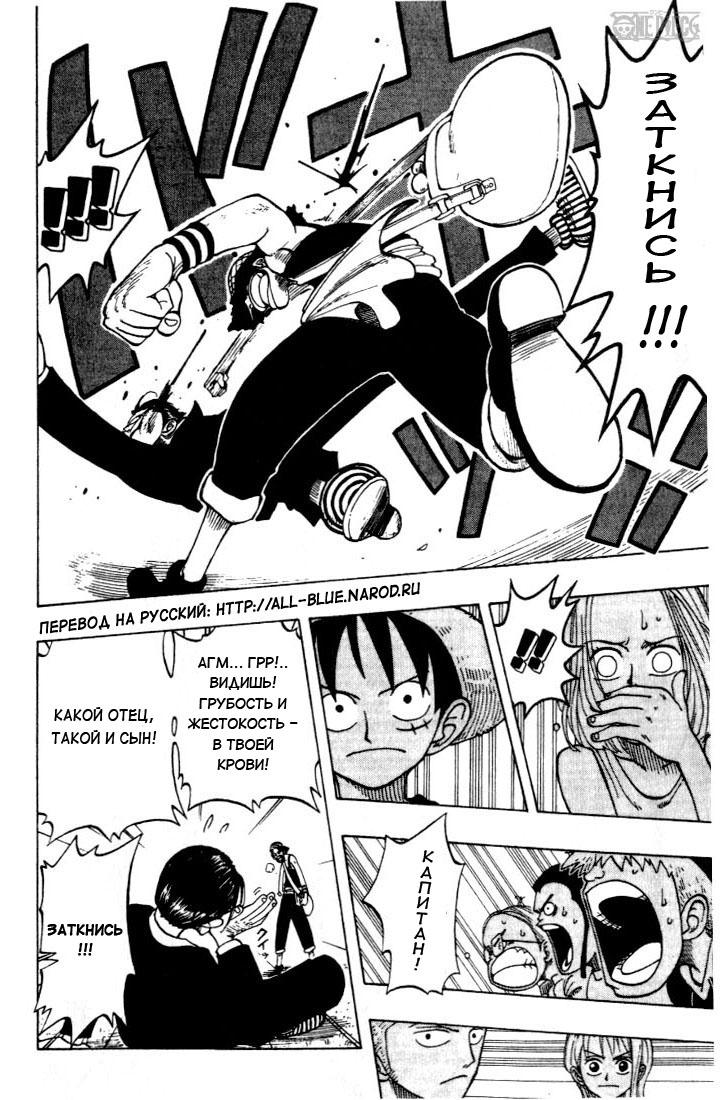 ONE PIECE
ЗАТКНИСЬ !!!
!!!
ПЕРЕВОД НА РУССКИЙ: HTTP://ALL-BLUE.NAROD.RU
!!
АГМ... ГРР!..
ВИДИШЬ!
ГРУБОСТЬ И
ЖЕСТОКОСТЬ –
В ТВОЕЙ
КРОВИ!
КАКОЙ ОТЕЦ,
ТАКОЙ И СЫН!
КАПИТАН!
ЗАТКНИСЬ
!!!